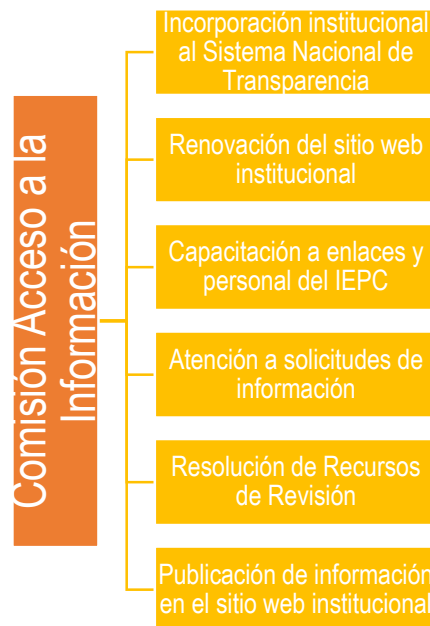 Comisión Acceso a la
Información
Incorporación institucional
al Sistema Nacional de
Transparencia
Renovación del sitio web
institucional
Capacitación a enlaces y
personal del IEPC
Atención a solicitudes de
información
Resolución de Recursos
de Revisión
Publicación de información
en el sitio web institucional